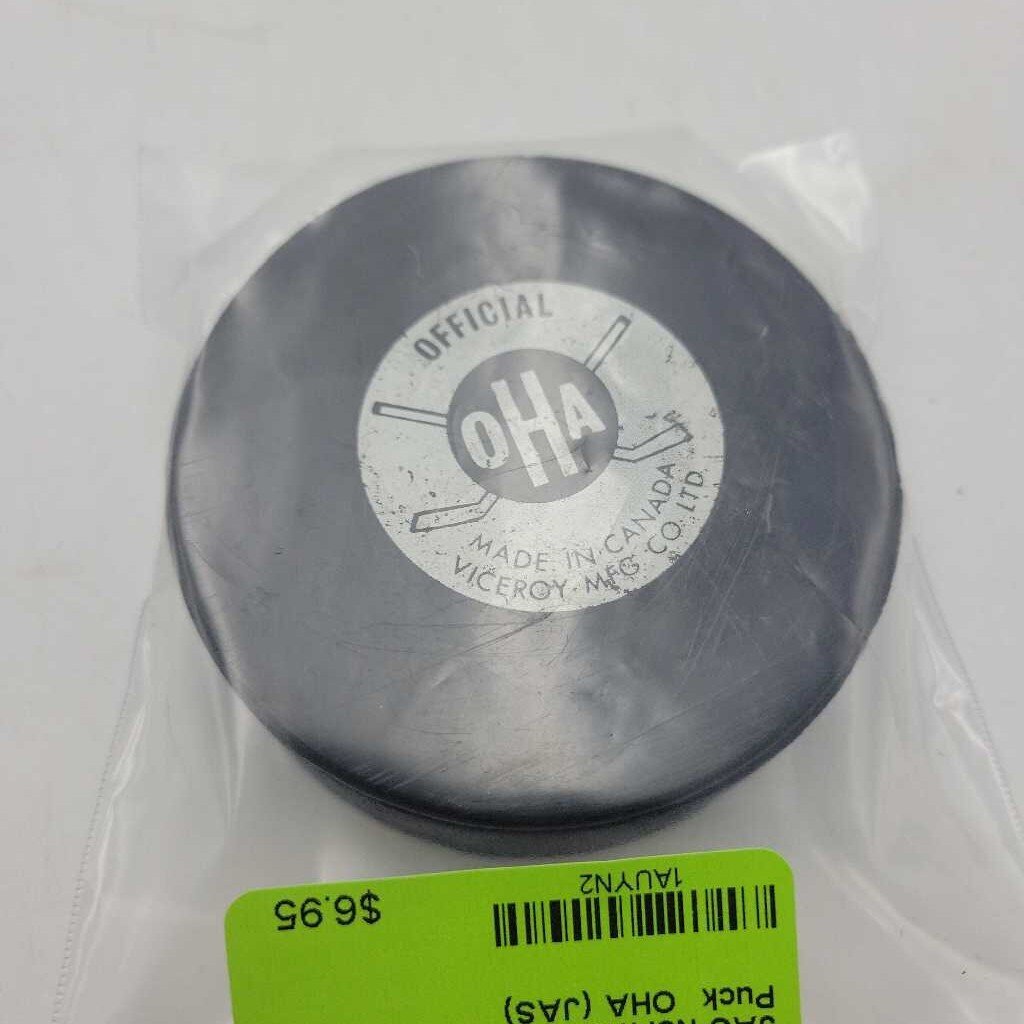 OFFICIAL
OHA
MADE IN CANADA
VICEROY MFG CO. LTD.
Puck OHA (JAS)
1AUYN2
$6.95